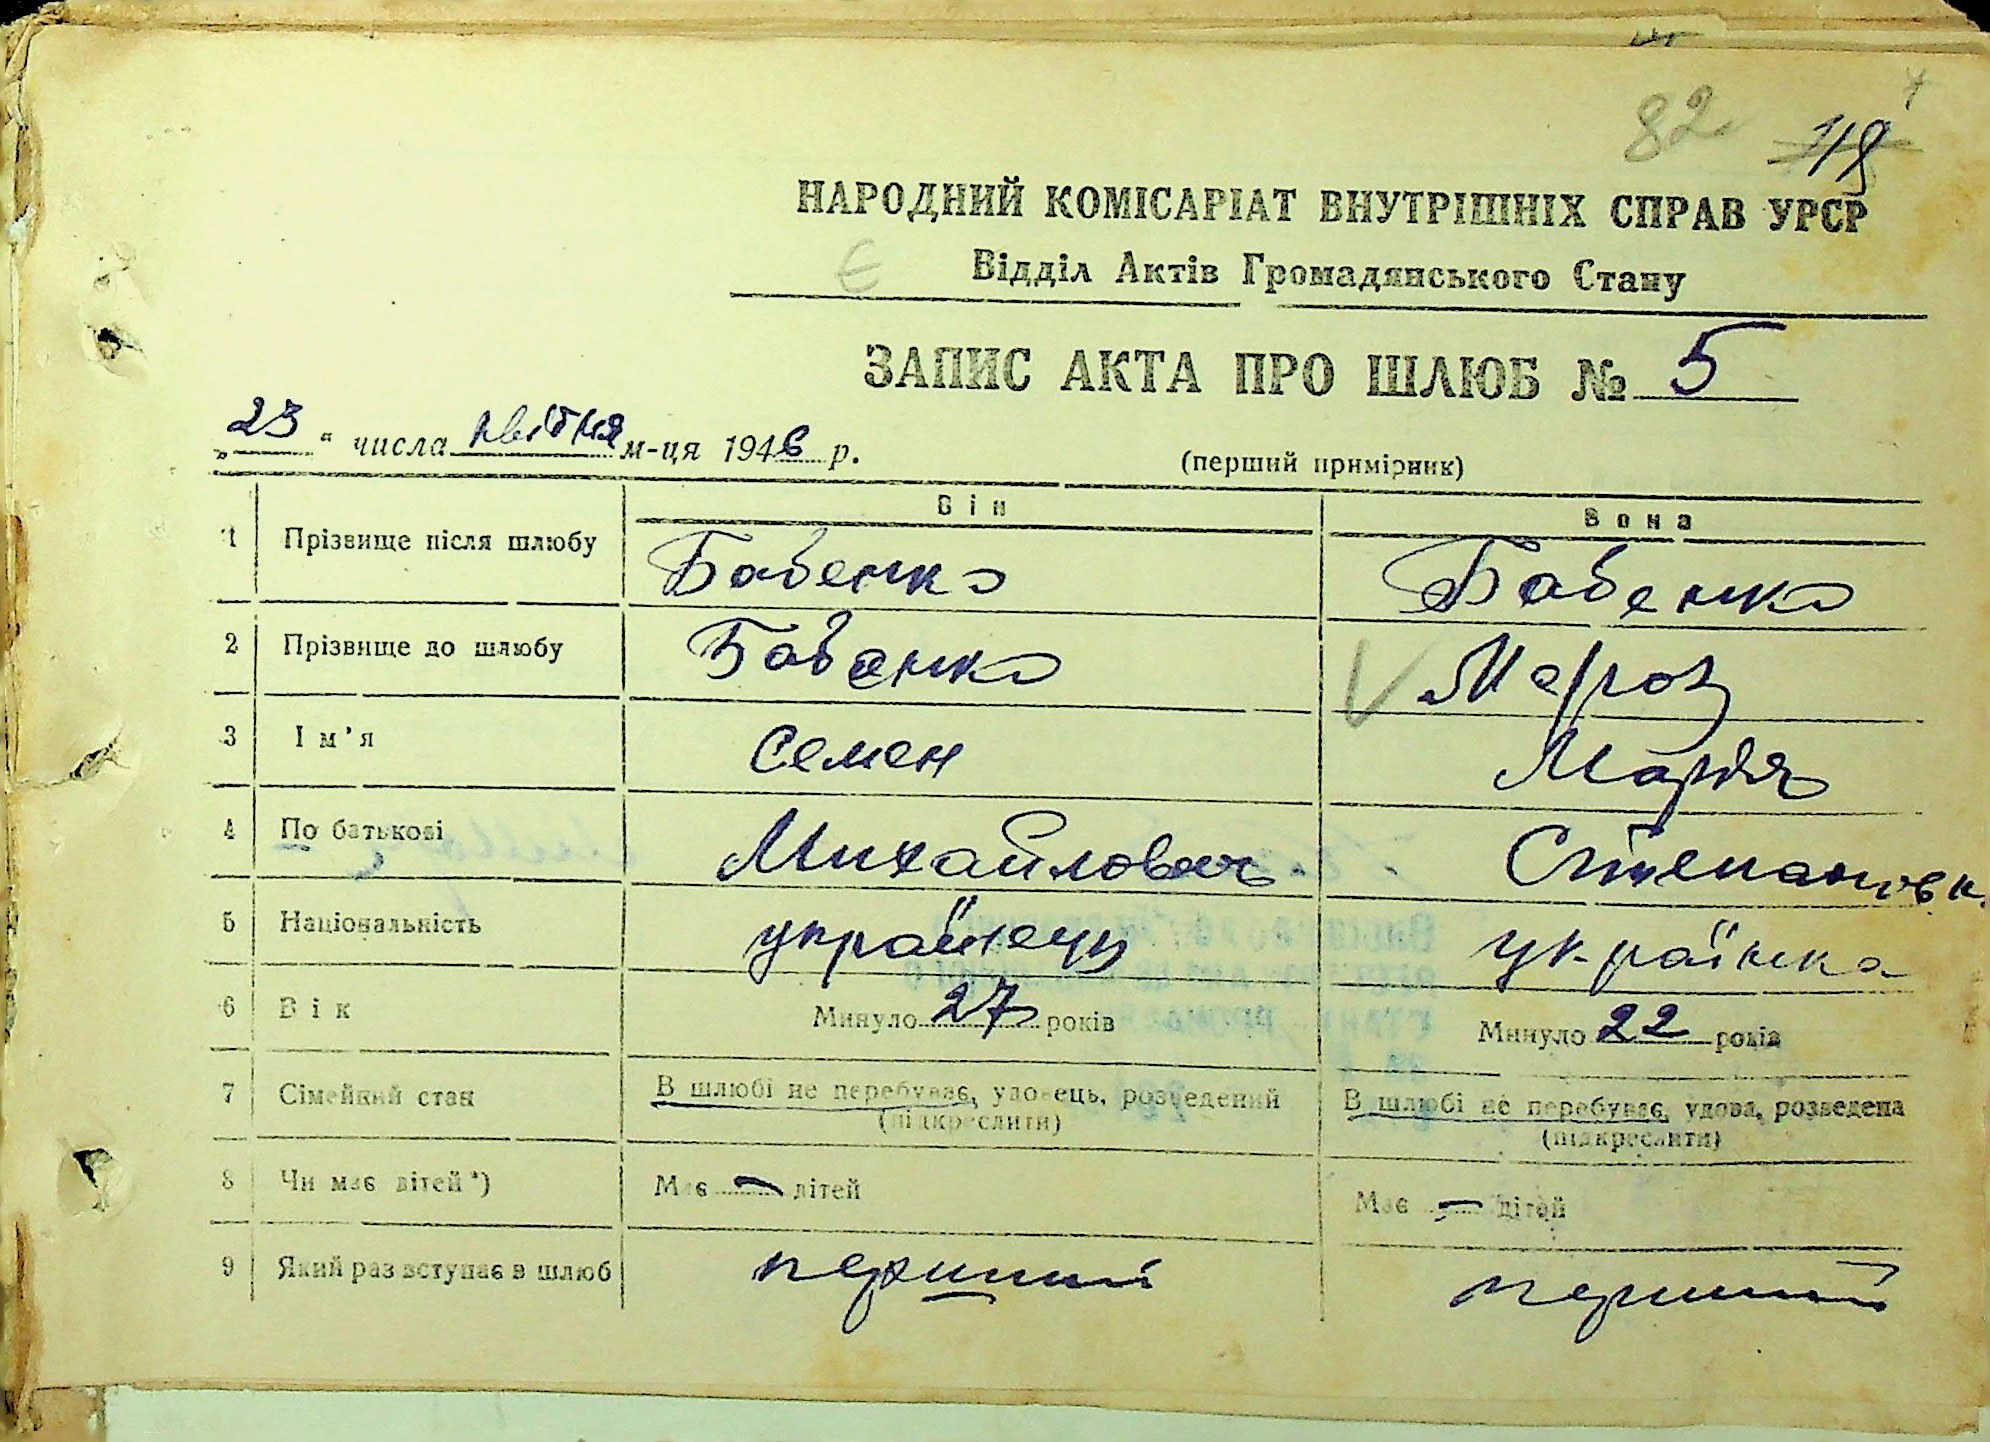 82 118
НАРОДНИЙ КОМІСАРІАТ ВНУТРІШНІХ СПРАВ УРСР
Є
Відділ Актів Громадянського Стану
ЗАПИС АКТА ПРО ШЛЮБ № 5
„23“ числа квітня м-ця 1946 р.
(перший примірник)
Він Вона
1 Прізвище після шлюбу Бабенко Бабенко
2 Прізвище до шлюбу Бабенко V Мороз
3 Ім'я Семен Марія
4 По батькові Михайлович Степановн.
5 Національність українець українка
6 Вік Минуло 27 років Минуло 22 років
7 Сімейний стан В шлюбі не перебуває, удовець, розведений В шлюбі не перебуває, удова, розведена
(підкреслити) (підкреслити)
8 Чи має дітей*) Має — дітей Має — дітей
9 Який раз вступає в шлюб перший перший